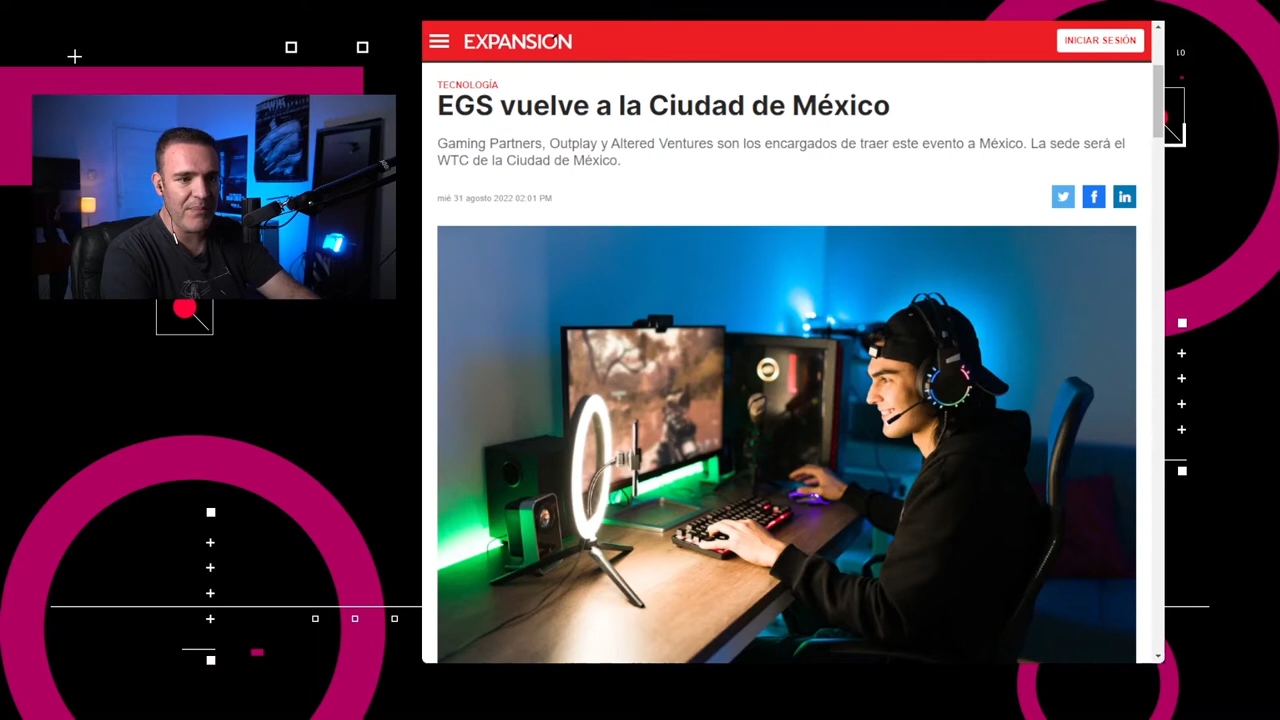 EXPANSIÓN
INICIAR SESIÓN
TECNOLOGÍA
EGS vuelve a la Ciudad de México
Gaming Partners, Outplay y Altered Ventures son los encargados de traer este evento a México. La sede será el
WTC de la Ciudad de México.
mié 31 agosto 2022 02:01 PM